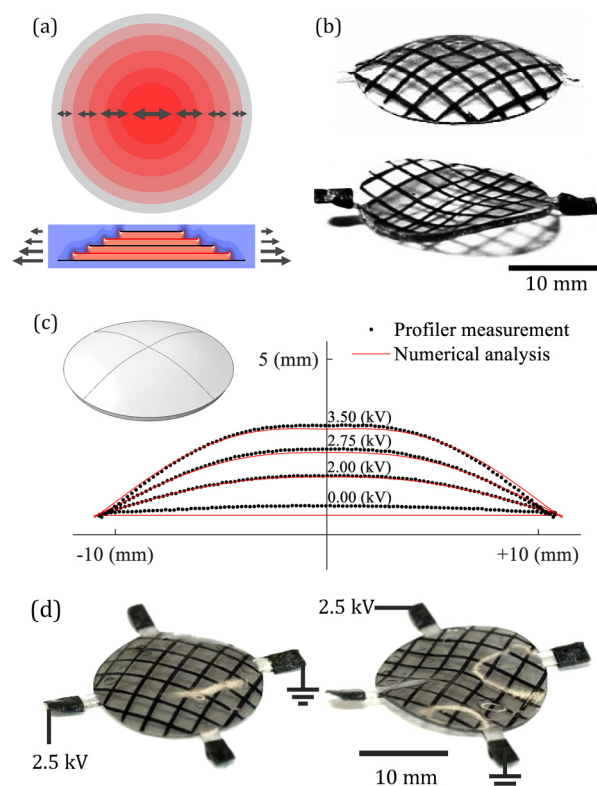 (a)
(b)
10 mm
(c)
5 (mm)
Profiler measurement
Numerical analysis
3.50 (kV)
2.75 (kV)
2.00 (kV)
0.00 (kV)
-10 (mm)
+10 (mm)
(d)
2.5 kV
2.5 kV
10 mm